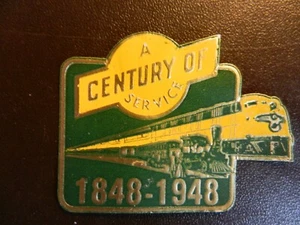 A
CENTURY OF
SERVICE
1848-1948